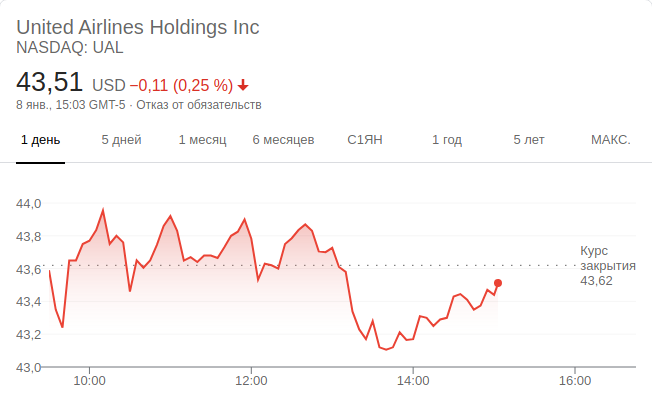 United Airlines Holdings Inc
NASDAQ: UAL
43,51 USD −0,11 (0,25 %)
8 янв., 15:03 GMT-5 · Отказ от обязательств
1 день 5 дней 1 месяц 6 месяцев С1ЯН 1 год 5 лет МАКС.
44,0
43,8
Курс
закрытия
43,62
43,6
43,4
43,2
43,0
10:00 12:00 14:00 16:00